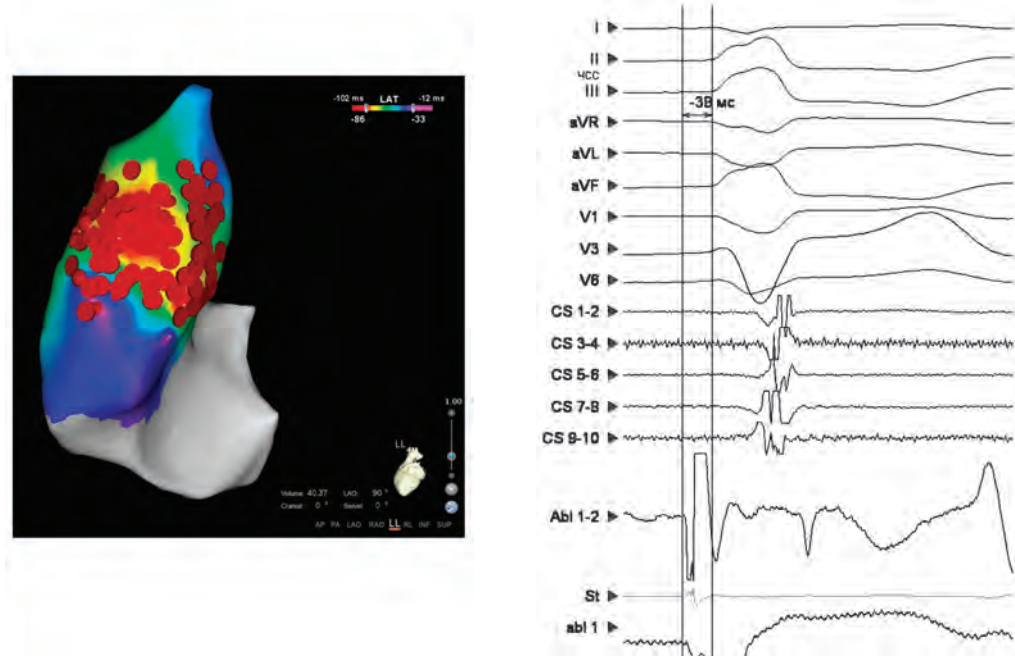 -102 ms LAT -12 ms
-86 -33
1.00
LL
Volume: 40.37 LAO: 90 °
Cranial: 0 ° Swivel: 0 °
AP PA LAO RAO LL RL INF SUP
I
II
ЧСС
III
-38 мс
aVR
aVL
aVF
V1
V3
V6
CS 1-2
CS 3-4
CS 5-6
CS 7-8
CS 9-10
Abl 1-2
St
abl 1